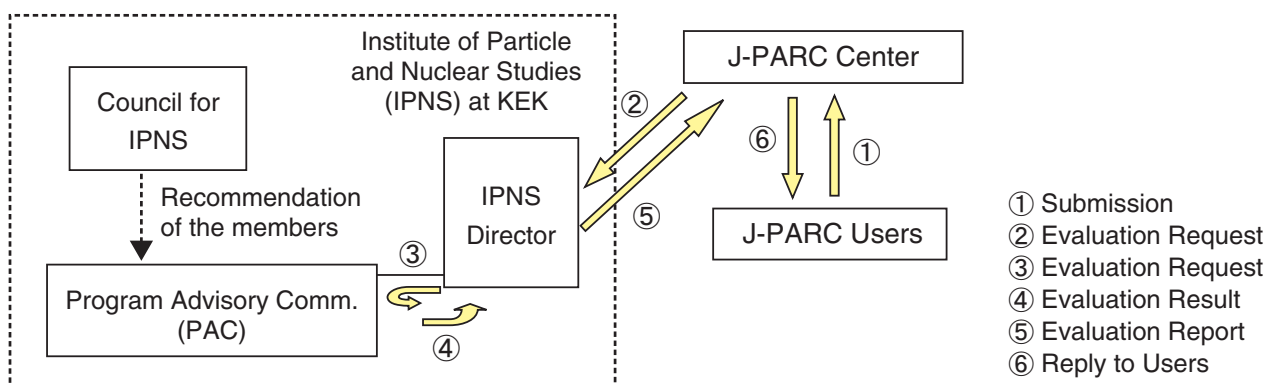 Institute of Particle
and Nuclear Studies
(IPNS) at KEK
Council for
IPNS
Recommendation
of the members
Program Advisory Comm.
(PAC)
IPNS
Director
③
④
②
⑤
J-PARC Center
⑥
①
J-PARC Users
① Submission
② Evaluation Request
③ Evaluation Request
④ Evaluation Result
⑤ Evaluation Report
⑥ Reply to Users